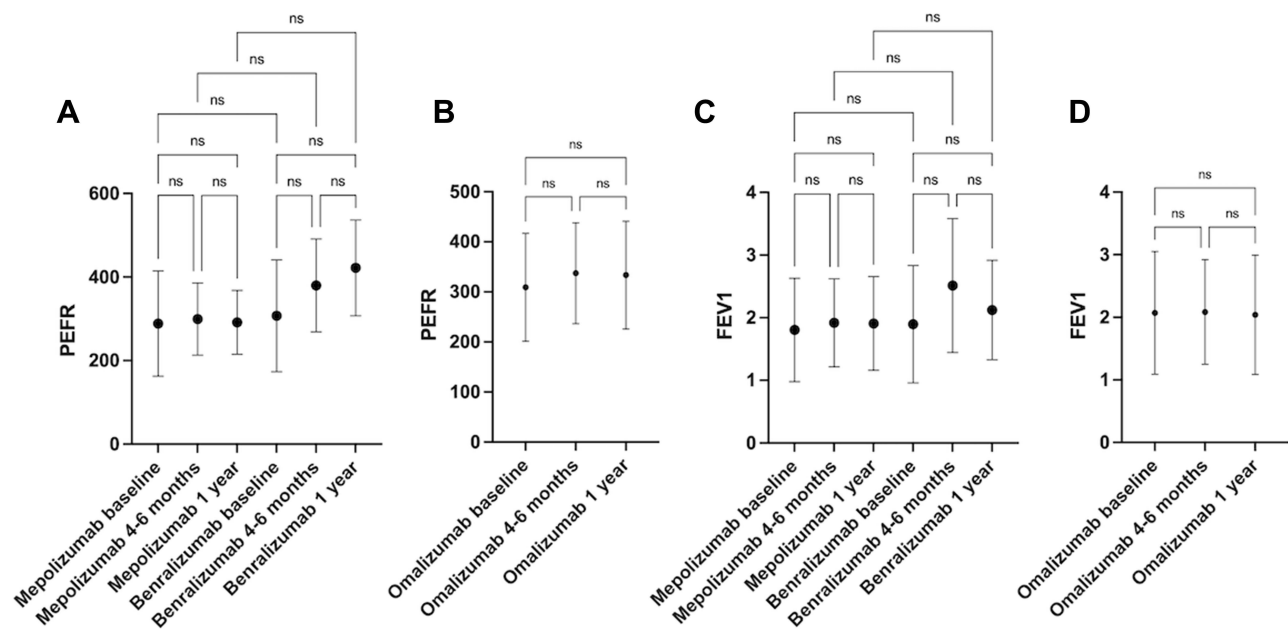 A
ns
ns
ns
ns
ns
ns
ns
ns
ns
PEFR
600
400
200
0
Mepolizumab baseline
Mepolizumab 4-6 months
Mepolizumab 1 year
Benralizumab baseline
Benralizumab 4-6 months
Benralizumab 1 year
B
ns
ns
ns
PEFR
500
400
300
200
100
0
Omalizumab baseline
Omalizumab 4-6 months
Omalizumab 1 year
C
ns
ns
ns
ns
ns
ns
ns
ns
ns
FEV1
4
3
2
1
0
Mepolizumab baseline
Mepolizumab 4-6 months
Mepolizumab 1 year
Benralizumab baseline
Benralizumab 4-6 months
Benralizumab 1 year
D
ns
ns
ns
FEV1
4
3
2
1
0
Omalizumab baseline
Omalizumab 4-6 months
Omalizumab 1 year